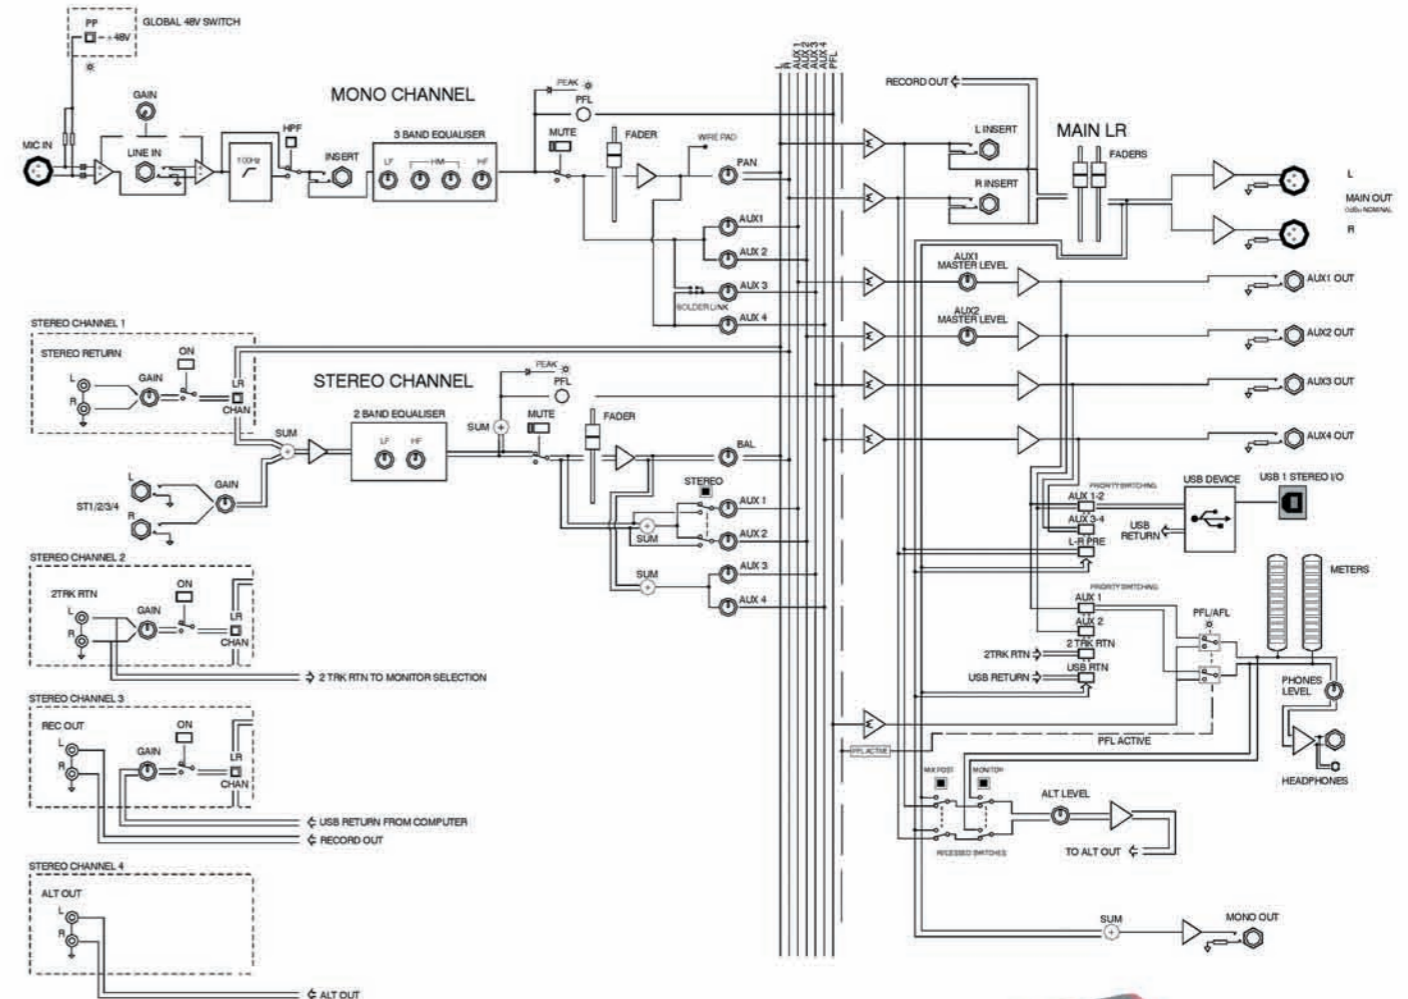 GLOBAL 48V SWITCH
PP
+48V
MIC IN
GAIN
LINE IN
100Hz
HPF
INSERT
MONO CHANNEL
3 BAND EQUALISER
LF
HM
HF
PEAK
PFL
MUTE
FADER
WIRE PAD
PAN
AUX1
AUX 2
AUX 3
SOLDER LINK
AUX 4
L
R
AUX 1
AUX 2
AUX 3
AUX 4
PFL
STEREO CHANNEL 1
STEREO RETURN
L
R
GAIN
ON
LR
CHAN
SUM
STEREO CHANNEL
2 BAND EQUALISER
LF
HF
SUM
PEAK
PFL
MUTE
FADER
BAL
STEREO
AUX 1
SUM
AUX 2
SUM
AUX 3
AUX 4
L
ST1/2/3/4
R
GAIN
STEREO CHANNEL 2
2TRK RTN
L
R
GAIN
ON
LR
CHAN
2 TRK RTN TO MONITOR SELECTION
STEREO CHANNEL 3
REC OUT
L
R
GAIN
ON
LR
CHAN
USB RETURN FROM COMPUTER
RECORD OUT
STEREO CHANNEL 4
ALT OUT
L
R
ALT OUT
RECORD OUT
L INSERT
R INSERT
MAIN LR
FADERS
L
MAIN OUT
0dBu NOMINAL
R
AUX1
MASTER LEVEL
AUX1 OUT
AUX2
MASTER LEVEL
AUX2 OUT
AUX3 OUT
AUX4 OUT
PRIORITY SWITCHING
AUX 1-2
AUX 3-4
L-R PRE
USB DEVICE
USB RETURN
USB 1 STEREO I/O
PRIORITY SWITCHING
AUX 1
AUX 2
2 TRK RTN
2TRK RTN
USB RTN
USB RETURN
PFL/AFL
METERS
PHONES
LEVEL
HEADPHONES
PFL ACTIVE
PFL ACTIVE
MIX POST
MONITOR
RECESSED SWITCHES
ALT LEVEL
TO ALT OUT
SUM
MONO OUT